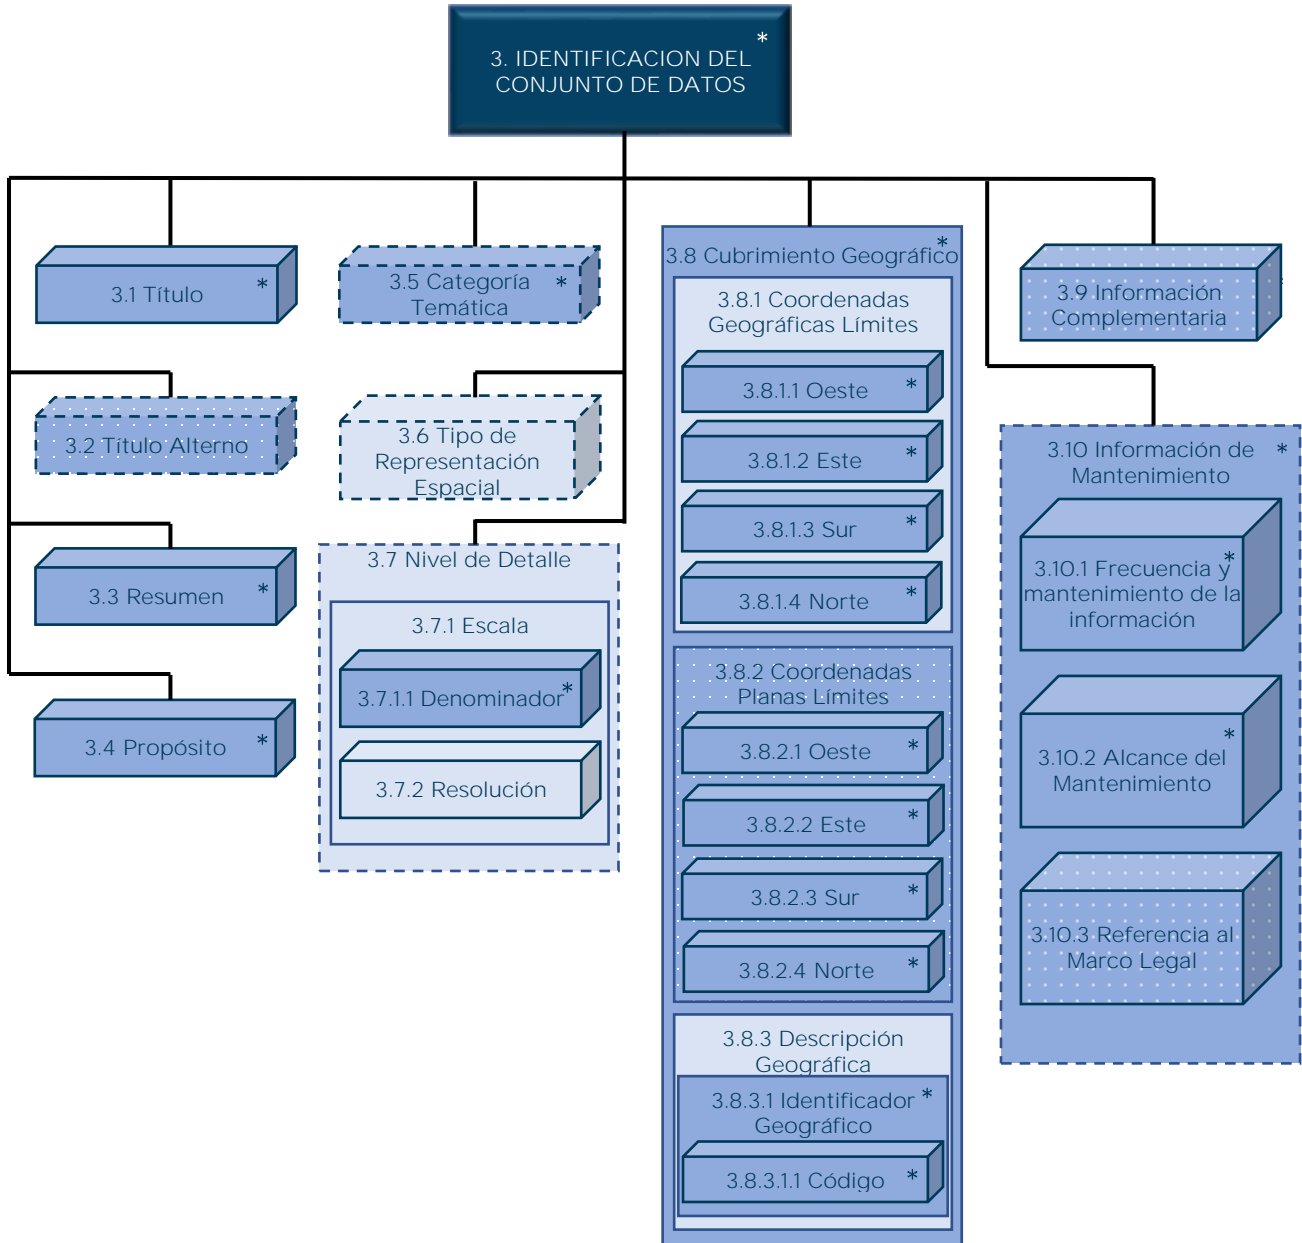 3. IDENTIFICACION DEL *
CONJUNTO DE DATOS
3.1 Título *
3.2 Título Alterno
3.3 Resumen *
3.4 Propósito *
3.5 Categoría *
Temática
3.6 Tipo de
Representación
Espacial
3.7 Nivel de Detalle
3.7.1 Escala
3.7.1.1 Denominador *
3.7.2 Resolución
3.8 Cubrimiento Geográfico *
3.8.1 Coordenadas
Geográficas Límites
3.8.1.1 Oeste *
3.8.1.2 Este *
3.8.1.3 Sur *
3.8.1.4 Norte *
3.8.2 Coordenadas
Planas Límites
3.8.2.1 Oeste *
3.8.2.2 Este *
3.8.2.3 Sur *
3.8.2.4 Norte *
3.8.3 Descripción
Geográfica
3.8.3.1 Identificador *
Geográfico
3.8.3.1.1 Código *
3.9 Información
Complementaria
3.10 Información de *
Mantenimiento
3.10.1 Frecuencia y *
mantenimiento de la
información
3.10.2 Alcance del *
Mantenimiento
3.10.3 Referencia al
Marco Legal